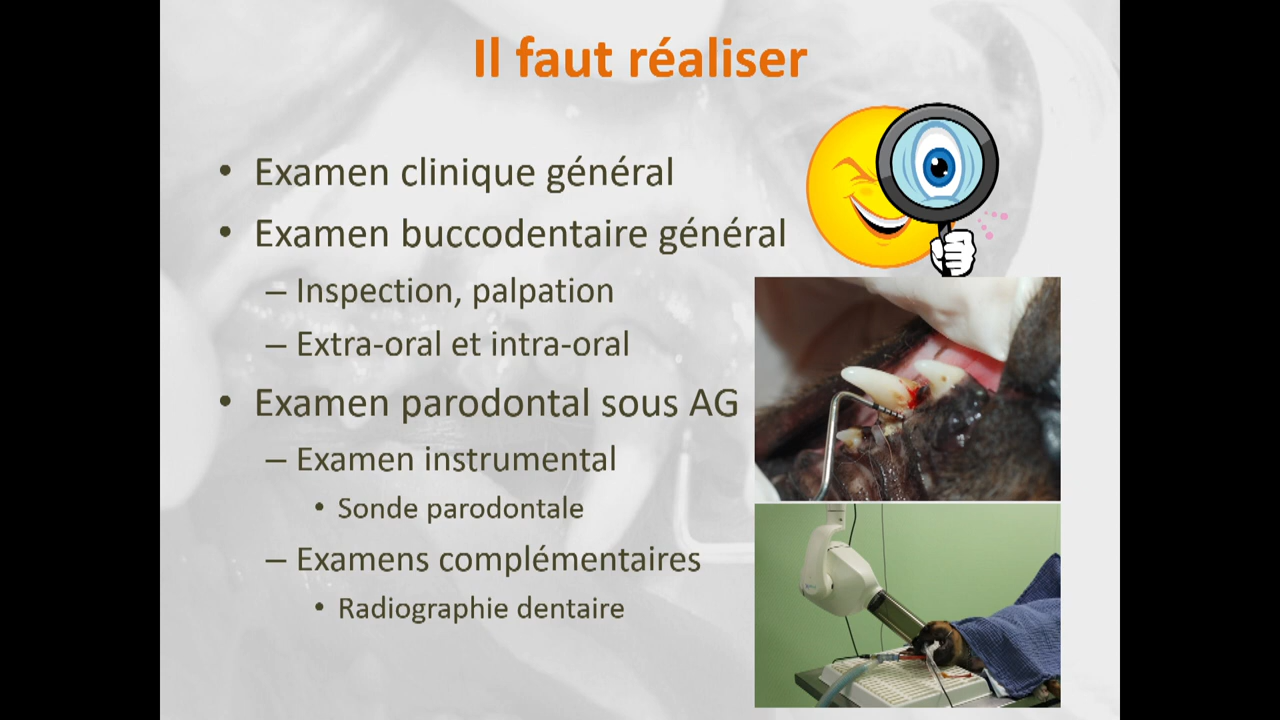 Il faut réaliser
• Examen clinique général
• Examen buccodentaire général
– Inspection, palpation
– Extra-oral et intra-oral
• Examen parodontal sous AG
– Examen instrumental
• Sonde parodontale
– Examens complémentaires
• Radiographie dentaire